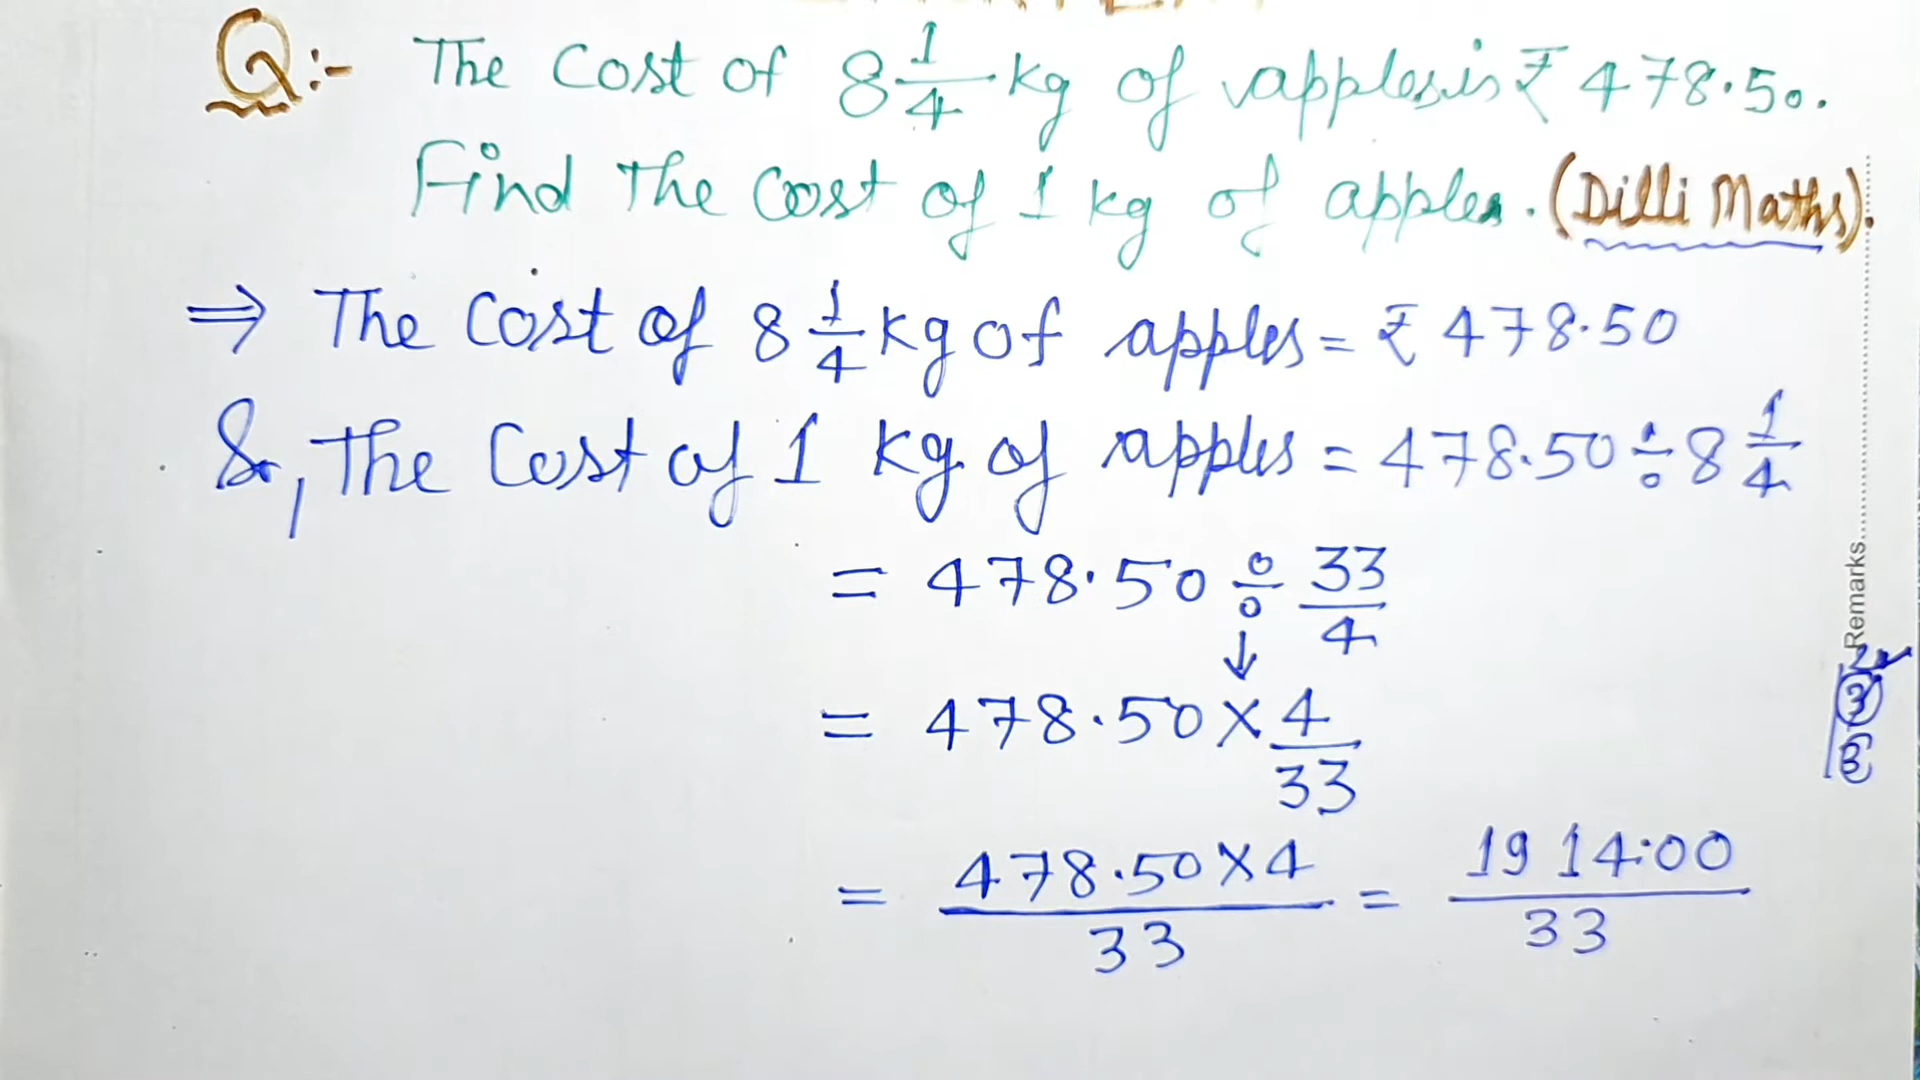 Q:- The Cost of 8 1/4 kg of apples is ₹ 478.50.
Find the cost of 1 kg of apples. (Dilli Maths).
⇒ The Cost of 8 1/4 kg of apples = ₹ 478.50
So, the Cost of 1 kg of apples = 478.50 ÷ 8 1/4
= 478.50 ÷ 33/4
↓
= 478.50 × 4/33
= 478.50×4/33 = 1914.00/33
Remarks